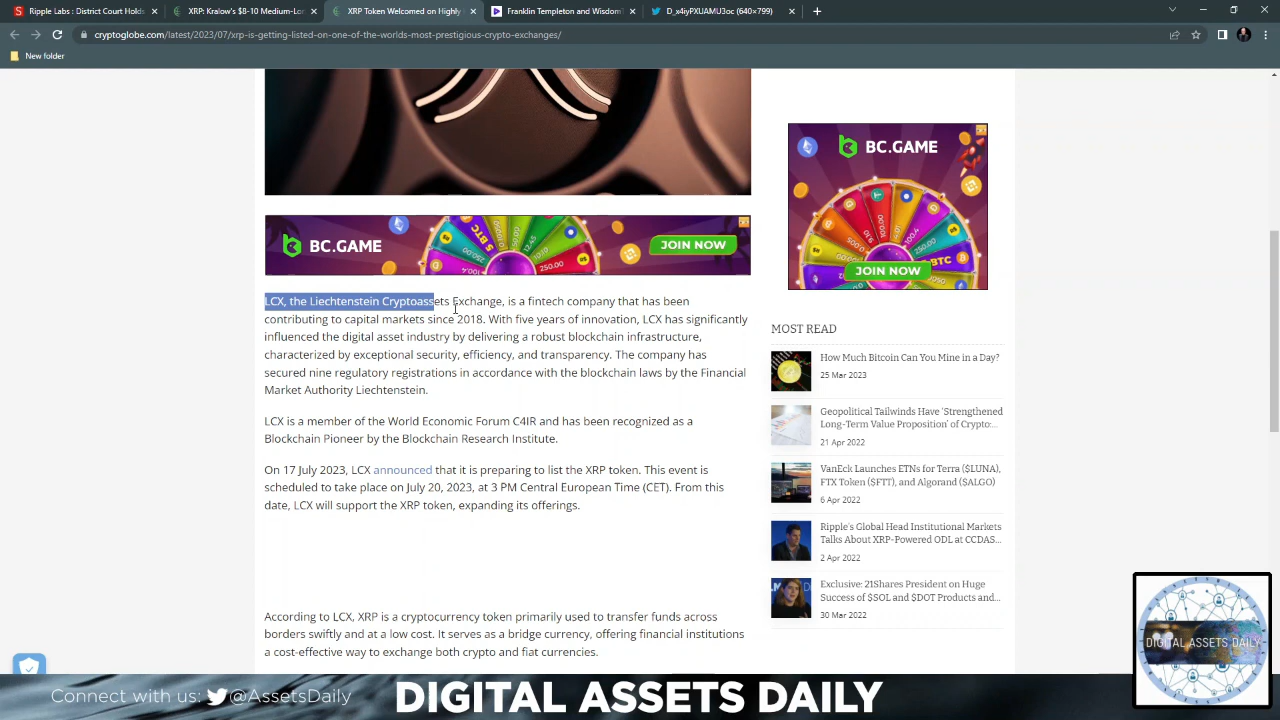 Ripple Labs : District Court Holds
XRP: Kralow's $8-10 Medium-Lo
XRP Token Welcomed on Highly
Franklin Templeton and WisdomT
D_x4iyPXUAMUJoc (640×799)
cryptoglobe.com/latest/2023/07/xrp-is-getting-listed-on-one-of-the-worlds-most-prestigious-crypto-exchanges/
New folder
BC.GAME
JOIN NOW
LCX, the Liechtenstein Cryptoassets Exchange, is a fintech company that has been
contributing to capital markets since 2018. With five years of innovation, LCX has significantly
influenced the digital asset industry by delivering a robust blockchain infrastructure,
characterized by exceptional security, efficiency, and transparency. The company has
secured nine regulatory registrations in accordance with the blockchain laws by the Financial
Market Authority Liechtenstein.
LCX is a member of the World Economic Forum C4IR and has been recognized as a
Blockchain Pioneer by the Blockchain Research Institute.
On 17 July 2023, LCX announced that it is preparing to list the XRP token. This event is
scheduled to take place on July 20, 2023, at 3 PM Central European Time (CET). From this
date, LCX will support the XRP token, expanding its offerings.
According to LCX, XRP is a cryptocurrency token primarily used to transfer funds across
borders swiftly and at a low cost. It serves as a bridge currency, offering financial institutions
a cost-effective way to exchange both crypto and fiat currencies.
BC.GAME
JOIN NOW
MOST READ
How Much Bitcoin Can You Mine in a Day?
25 Mar 2023
Geopolitical Tailwinds Have 'Strengthened
Long-Term Value Proposition' of Crypto:...
21 Apr 2022
VanEck Launches ETNs for Terra ($LUNA),
FTX Token ($FTT), and Algorand ($ALGO)
6 Apr 2022
Ripple's Global Head Institutional Markets
Talks About XRP-Powered ODL at CCDAS...
2 Apr 2022
Exclusive: 21Shares President on Huge
Success of $SOL and $DOT Products and...
30 Mar 2022
DIGITAL ASSETS DAILY
Connect with us: @AssetsDaily
DIGITAL ASSETS DAILY